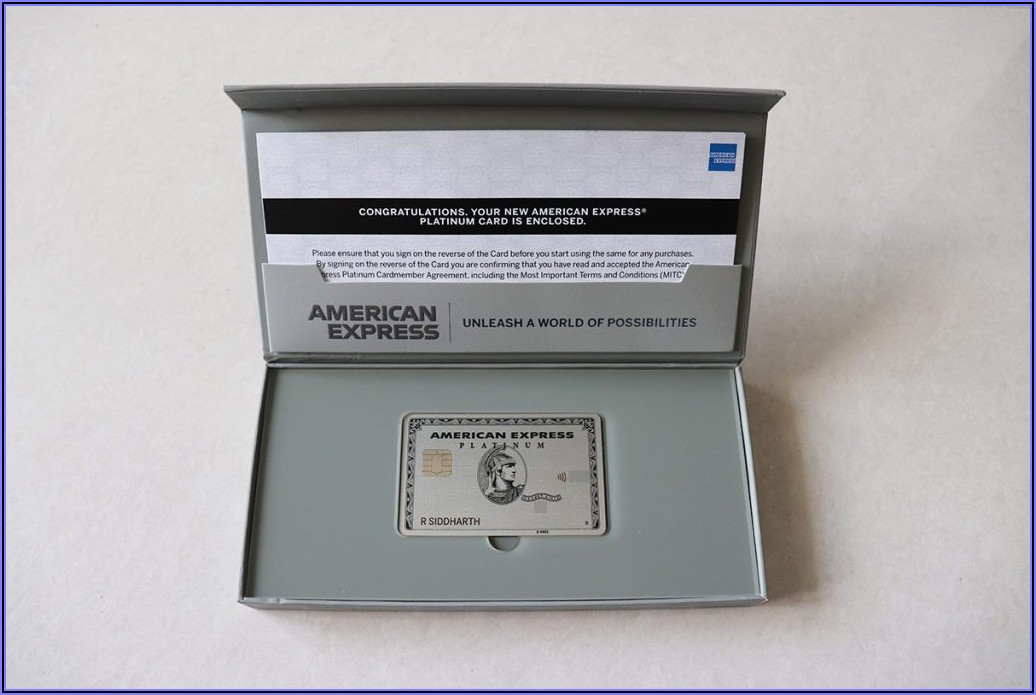 AMERICAN
EXPRESS
CONGRATULATIONS. YOUR NEW AMERICAN EXPRESS®
PLATINUM CARD IS ENCLOSED.
Please ensure that you sign on the reverse of the Card before you start using the same for any purchases.
By signing on the reverse of the Card you are confirming that you have read and accepted the American
press Platinum Cardmember Agreement, including the Most Important Terms and Conditions (MITC
AMERICAN
EXPRESS
UNLEASH A WORLD OF POSSIBILITIES
AMERICAN EXPRESS
PLATINUM
R SIDDHARTH